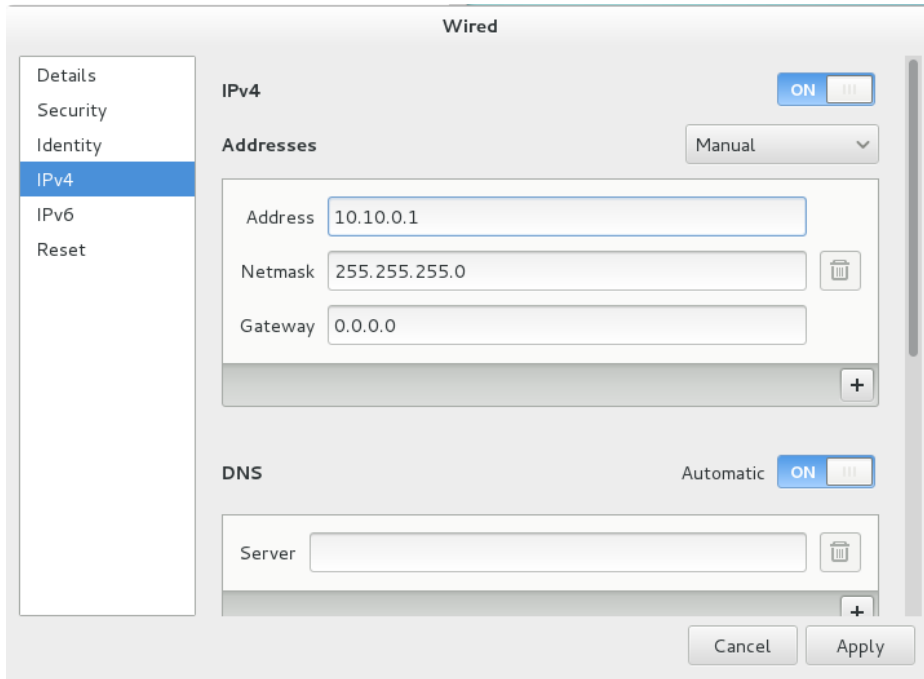 Wired
Details
Security
Identity
IPv4
IPv6
Reset
IPv4 ON
Addresses Manual
Address 10.10.0.1
Netmask 255.255.255.0
Gateway 0.0.0.0
+
DNS Automatic ON
Server
+
Cancel Apply